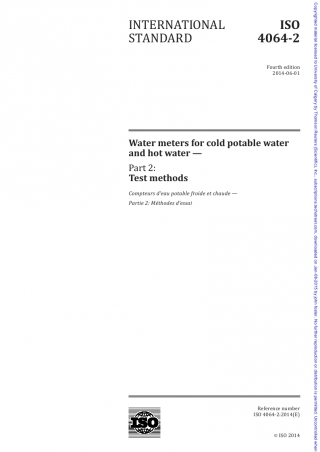 INTERNATIONAL
STANDARD
ISO
4064-2
Fourth edition
2014-06-01
Water meters for cold potable water
and hot water —
Part 2:
Test methods
Compteurs d'eau potable froide et chaude —
Partie 2: Méthodes d'essai
ISO
Reference number
ISO 4064-2:2014(E)
© ISO 2014
Copyrighted material licensed to University of Calgary by Thomson Reuters (Scientific), Inc., subscriptions.techstreet.com, downloaded on Jan-09-2015 by
No further reproduction or distribution is permitted. Uncontrolled when